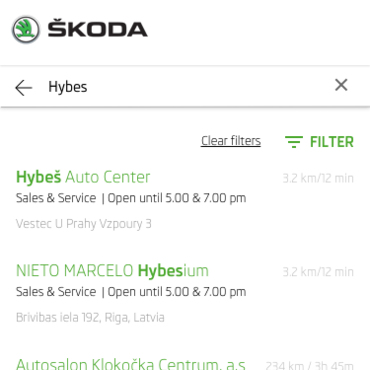 ŠKODA
Hybes
Clear filters FILTER
Hybeš Auto Center 3.2 km/12 min
Sales & Service | Open until 5.00 & 7.00 pm
Vestec U Prahy Vzpoury 3
NIETO MARCELO Hybesium 3.2 km/12 min
Sales & Service | Open until 5.00 & 7.00 pm
Brivibas iela 192, Riga, Latvia
Autosalon Klokočka Centrum, a.s 234 km / 3h 45m